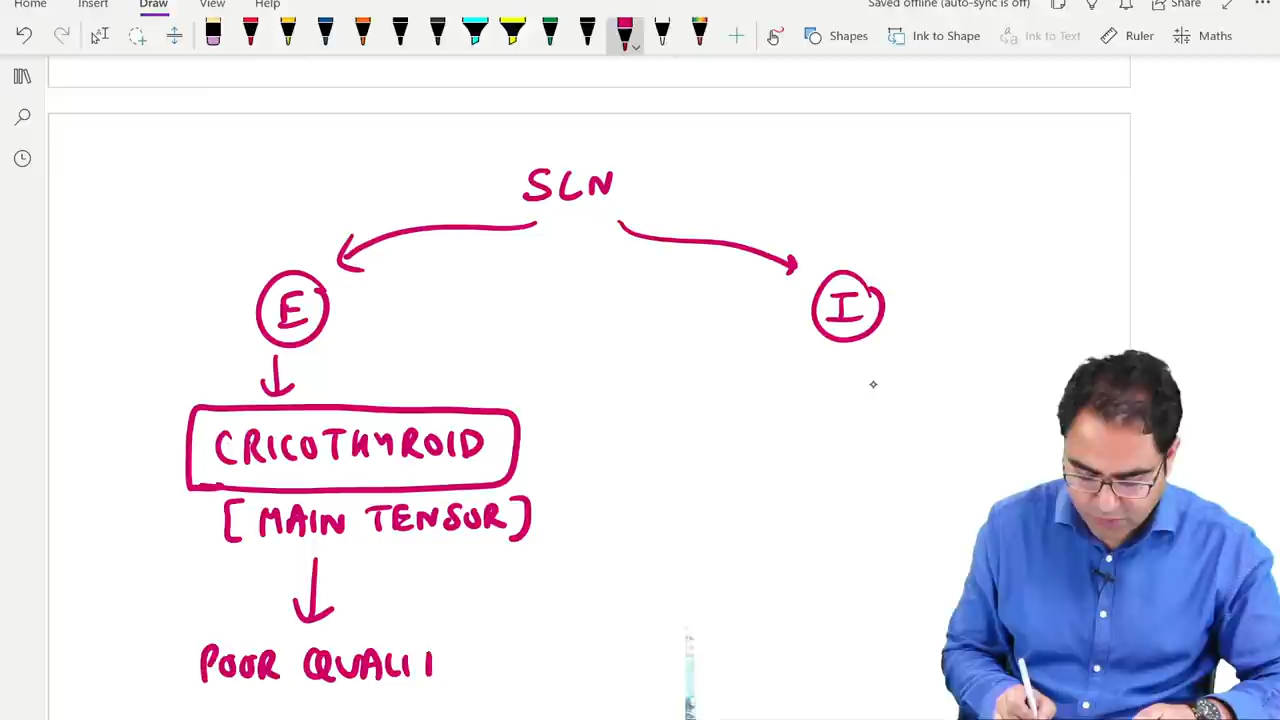 Home Insert Draw View Help Saved offline (auto-sync is off) Share
Shapes Ink to Shape Ink to Text Ruler Maths
SLN
E I
CRICOTHYROID
[MAIN TENSOR]
POOR QUALI